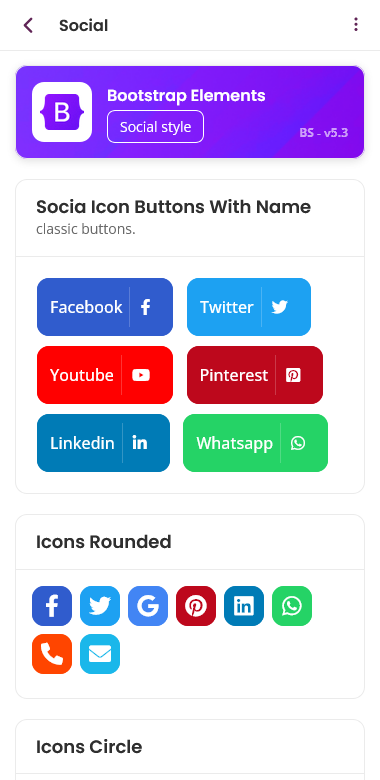 Social
B
Bootstrap Elements
Social style
BS - v5.3
Socia Icon Buttons With Name
classic buttons.
Facebook
Twitter
Youtube
Pinterest
Linkedin
Whatsapp
Icons Rounded
Icons Circle